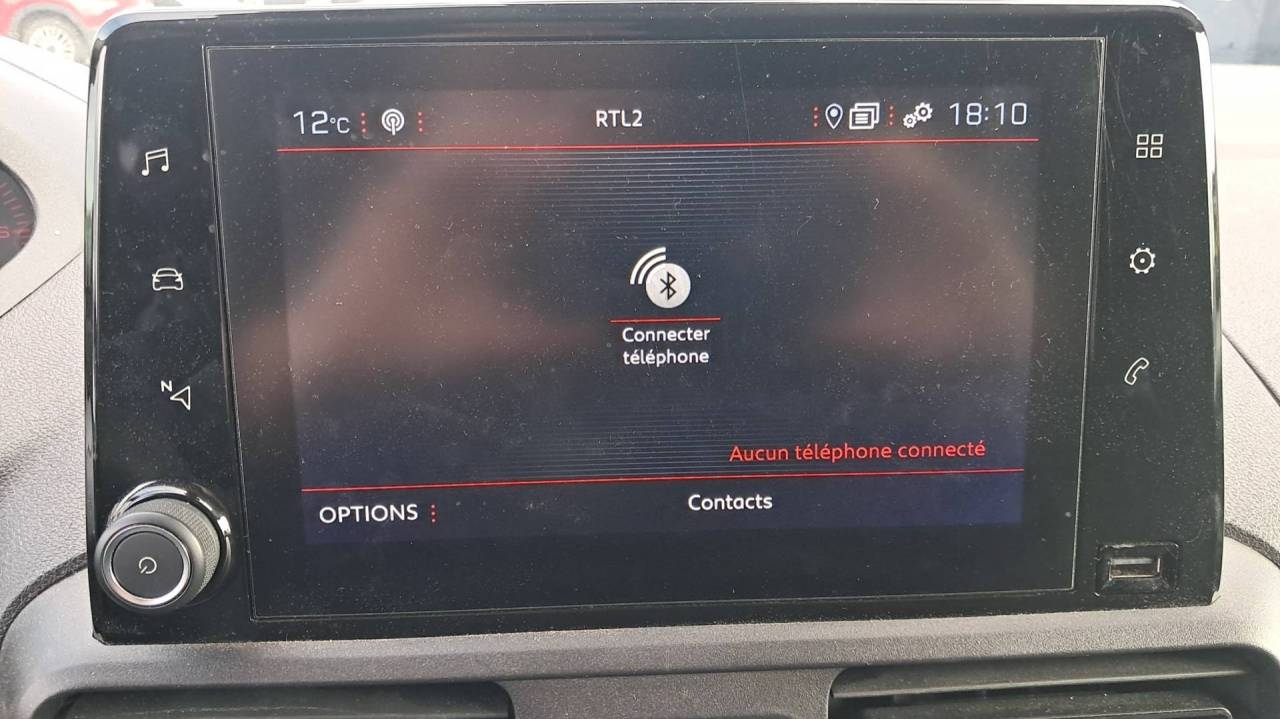 12°C
RTL2
18:10
N
Connecter
téléphone
Aucun téléphone connecté
OPTIONS
Contacts